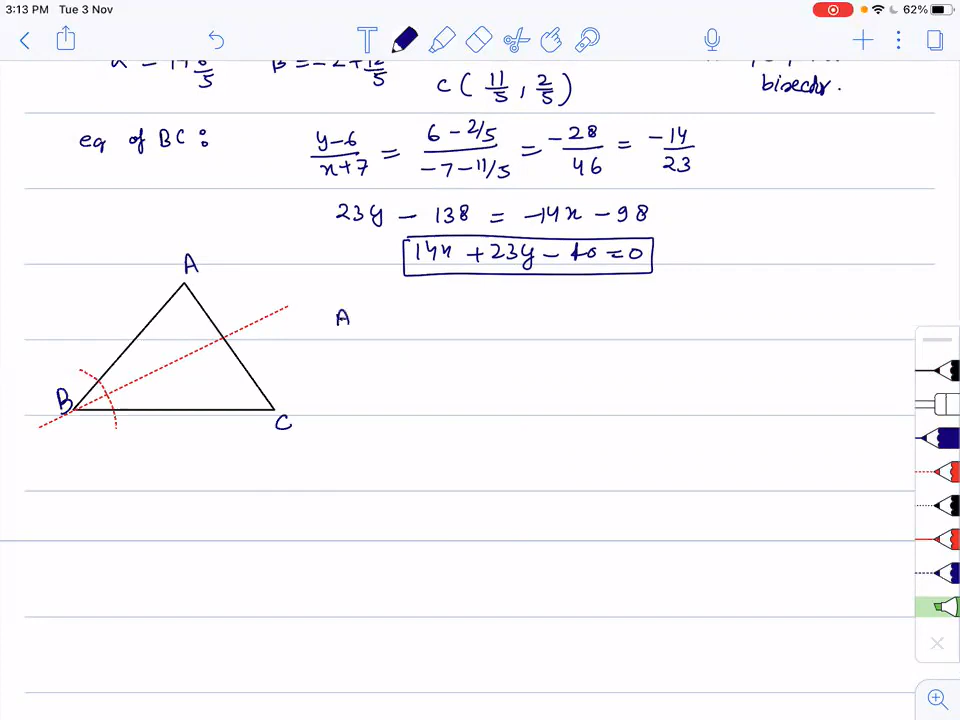 3:13 PM Tue 3 Nov 62%
T
C ( 11/5 , 2/5 )
bisector.
eq of BC :
(y-6)/(x+7) = (6 - 2/5)/(-7 - 11/5) = -28/46 = -14/23
23y - 138 = -14x - 98
14x + 23y - 40 = 0
A
A
B
C